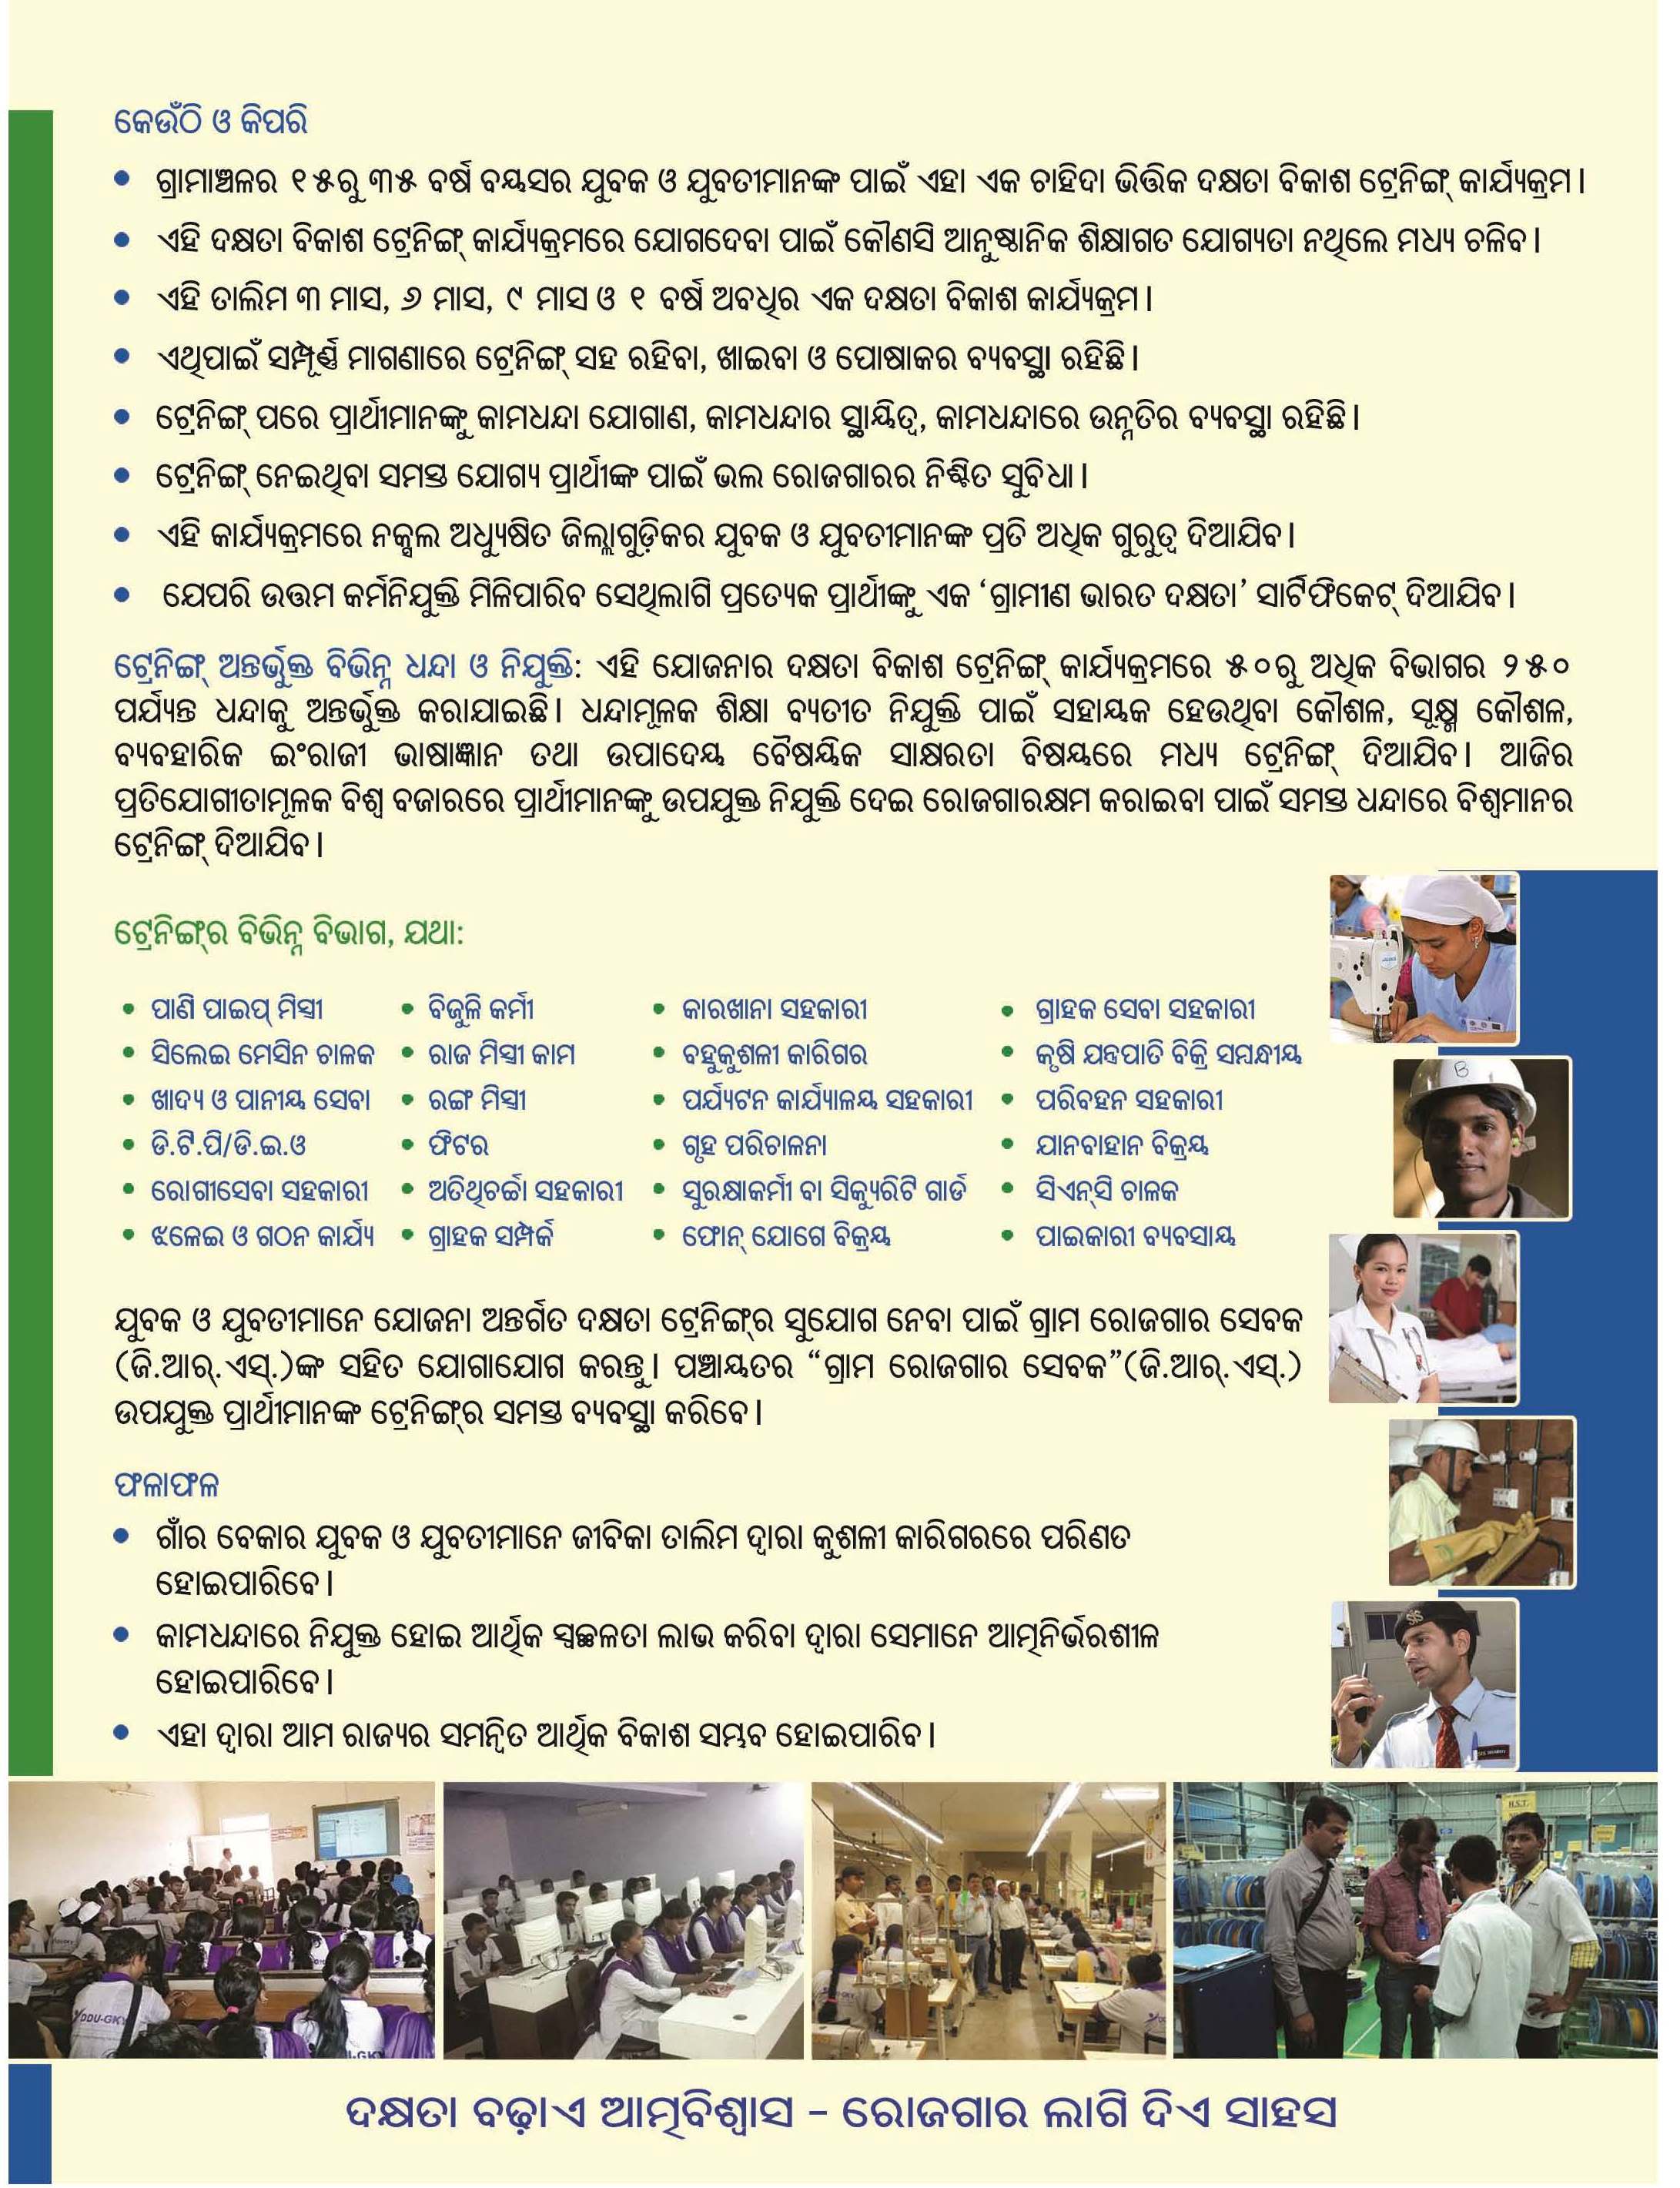 କେଉଁଠି ଓ କିପରି
● ଗ୍ରାମାଞ୍ଚଳର ୧୫ରୁ ୩୫ ବର୍ଷ ବୟସର ଯୁବକ ଓ ଯୁବତୀମାନଙ୍କ ପାଇଁ ଏହା ଏକ ଚାହିଦା ଭିତ୍ତିକ ଦକ୍ଷତା ବିକାଶ ଟ୍ରେନିଙ୍ଗ୍ କାର୍ଯ୍ୟକ୍ରମ।
● ଏହି ଦକ୍ଷତା ବିକାଶ ଟ୍ରେନିଙ୍ଗ୍ କାର୍ଯ୍ୟକ୍ରମରେ ଯୋଗଦେବା ପାଇଁ କୌଣସି ଆନୁଷ୍ଠାନିକ ଶିକ୍ଷାଗତ ଯୋଗ୍ୟତା ନଥିଲେ ମଧ୍ୟ ଚଳିବ।
● ଏହି ତାଲିମ ୩ ମାସ, ୬ ମାସ, ୯ ମାସ ଓ ୧ ବର୍ଷ ଅବଧିର ଏକ ଦକ୍ଷତା ବିକାଶ କାର୍ଯ୍ୟକ୍ରମ।
● ଏଥିପାଇଁ ସମ୍ପୂର୍ଣ୍ଣ ମାଗଣାରେ ଟ୍ରେନିଙ୍ଗ୍ ସହ ରହିବା, ଖାଇବା ଓ ପୋଷାକର ବ୍ୟବସ୍ଥା ରହିଛି।
● ଟ୍ରେନିଙ୍ଗ୍ ପରେ ପ୍ରାର୍ଥୀମାନଙ୍କୁ କାମଧନ୍ଦା ଯୋଗାଣ, କାମଧନ୍ଦାର ସ୍ଥାୟିତ୍ୱ, କାମଧନ୍ଦାରେ ଉନ୍ନତିର ବ୍ୟବସ୍ଥା ରହିଛି।
● ଟ୍ରେନିଙ୍ଗ୍ ନେଇଥିବା ସମସ୍ତ ଯୋଗ୍ୟ ପ୍ରାର୍ଥୀଙ୍କ ପାଇଁ ଭଲ ରୋଜଗାରର ନିଶ୍ଚିତ ସୁବିଧା।
● ଏହି କାର୍ଯ୍ୟକ୍ରମରେ ନକ୍ସଲ ଅଧ୍ୟୁଷିତ ଜିଲ୍ଲାଗୁଡ଼ିକର ଯୁବକ ଓ ଯୁବତୀମାନଙ୍କ ପ୍ରତି ଅଧିକ ଗୁରୁତ୍ୱ ଦିଆଯିବ।
● ଯେପରି ଉତ୍ତମ କର୍ମନିଯୁକ୍ତି ମିଳିପାରିବ ସେଥିଲାଗି ପ୍ରତ୍ୟେକ ପ୍ରାର୍ଥୀଙ୍କୁ ଏକ ‘ଗ୍ରାମୀଣ ଭାରତ ଦକ୍ଷତା’ ସାର୍ଟିଫିକେଟ୍ ଦିଆଯିବ।
ଟ୍ରେନିଙ୍ଗ୍ ଅନ୍ତର୍ଭୁକ୍ତ ବିଭିନ୍ନ ଧନ୍ଦା ଓ ନିଯୁକ୍ତି: ଏହି ଯୋଜନାର ଦକ୍ଷତା ବିକାଶ ଟ୍ରେନିଙ୍ଗ୍ କାର୍ଯ୍ୟକ୍ରମରେ ୫୦ରୁ ଅଧିକ ବିଭାଗର ୨୫୦
ପର୍ଯ୍ୟନ୍ତ ଧନ୍ଦାକୁ ଅନ୍ତର୍ଭୁକ୍ତ କରାଯାଇଛି। ଧନ୍ଦାମୂଳକ ଶିକ୍ଷା ବ୍ୟତୀତ ନିଯୁକ୍ତି ପାଇଁ ସହାୟକ ହେଉଥିବା କୌଶଳ, ସୂକ୍ଷ୍ମ କୌଶଳ,
ବ୍ୟବହାରିକ ଇଂରାଜୀ ଭାଷାଜ୍ଞାନ ତଥା ଉପାଦେୟ ବୈଷୟିକ ସାକ୍ଷରତା ବିଷୟରେ ମଧ୍ୟ ଟ୍ରେନିଙ୍ଗ୍ ଦିଆଯିବ। ଆଜିର
ପ୍ରତିଯୋଗୀତାମୂଳକ ବିଶ୍ୱ ବଜାରରେ ପ୍ରାର୍ଥୀମାନଙ୍କୁ ଉପଯୁକ୍ତ ନିଯୁକ୍ତି ଦେଇ ରୋଜଗାରକ୍ଷମ କରାଇବା ପାଇଁ ସମସ୍ତ ଧନ୍ଦାରେ ବିଶ୍ୱମାନର
ଟ୍ରେନିଙ୍ଗ୍ ଦିଆଯିବ।
ଟ୍ରେନିଙ୍ଗ୍‌ର ବିଭିନ୍ନ ବିଭାଗ, ଯଥା:
● ପାଣି ପାଇପ୍ ମିସ୍ତ୍ରୀ ● ବିଜୁଳି କର୍ମୀ ● କାରଖାନା ସହକାରୀ ● ଗ୍ରାହକ ସେବା ସହକାରୀ
● ସିଲେଇ ମେସିନ ଚାଳକ ● ରାଜ ମିସ୍ତ୍ରୀ କାମ ● ବହୁକୁଶଳୀ କାରିଗର ● କୃଷି ଯନ୍ତ୍ରପାତି ବିକ୍ରି ସମ୍ବନ୍ଧୀୟ
● ଖାଦ୍ୟ ଓ ପାନୀୟ ସେବା ● ରଙ୍ଗ ମିସ୍ତ୍ରୀ ● ପର୍ଯ୍ୟଟନ କାର୍ଯ୍ୟାଳୟ ସହକାରୀ ● ପରିବହନ ସହକାରୀ
● ଡି.ଟି.ପି/ଡି.ଇ.ଓ ● ଫିଟର ● ଗୃହ ପରିଚାଳନା ● ଯାନବାହାନ ବିକ୍ରୟ
● ରୋଗୀସେବା ସହକାରୀ ● ଅତିଥିଚର୍ଚ୍ଚା ସହକାରୀ ● ସୁରକ୍ଷାକର୍ମୀ ବା ସିକ୍ୟୁରିଟି ଗାର୍ଡ ● ସିଏନ୍‌ସି ଚାଳକ
● ଝଳେଇ ଓ ଗଠନ କାର୍ଯ୍ୟ ● ଗ୍ରାହକ ସମ୍ପର୍କ ● ଫୋନ୍ ଯୋଗେ ବିକ୍ରୟ ● ପାଇକାରୀ ବ୍ୟବସାୟ
ଯୁବକ ଓ ଯୁବତୀମାନେ ଯୋଜନା ଅନ୍ତର୍ଗତ ଦକ୍ଷତା ଟ୍ରେନିଙ୍ଗ୍‌ର ସୁଯୋଗ ନେବା ପାଇଁ ଗ୍ରାମ ରୋଜଗାର ସେବକ
(ଜି.ଆର୍.ଏସ୍.)ଙ୍କ ସହିତ ଯୋଗାଯୋଗ କରନ୍ତୁ। ପଞ୍ଚାୟତର “ଗ୍ରାମ ରୋଜଗାର ସେବକ”(ଜି.ଆର୍.ଏସ୍.)
ଉପଯୁକ୍ତ ପ୍ରାର୍ଥୀମାନଙ୍କ ଟ୍ରେନିଙ୍ଗ୍‌ର ସମସ୍ତ ବ୍ୟବସ୍ଥା କରିବେ।
ଫଳାଫଳ
● ଗାଁର ବେକାର ଯୁବକ ଓ ଯୁବତୀମାନେ ଜୀବିକା ତାଲିମ ଦ୍ୱାରା କୁଶଳୀ କାରିଗରରେ ପରିଣତ
ହୋଇପାରିବେ।
● କାମଧନ୍ଦାରେ ନିଯୁକ୍ତ ହୋଇ ଆର୍ଥିକ ସ୍ୱଚ୍ଛଳତା ଲାଭ କରିବା ଦ୍ୱାରା ସେମାନେ ଆତ୍ମନିର୍ଭରଶୀଳ
ହୋଇପାରିବେ।
● ଏହା ଦ୍ୱାରା ଆମ ରାଜ୍ୟର ସମନ୍ୱିତ ଆର୍ଥିକ ବିକାଶ ସମ୍ଭବ ହୋଇପାରିବ।
B
SIS
H.S.T.
DDU-GKY
DDU-GKY
ଦକ୍ଷତା ବଢ଼ାଏ ଆତ୍ମବିଶ୍ୱାସ – ରୋଜଗାର ଲାଗି ଦିଏ ସାହସ